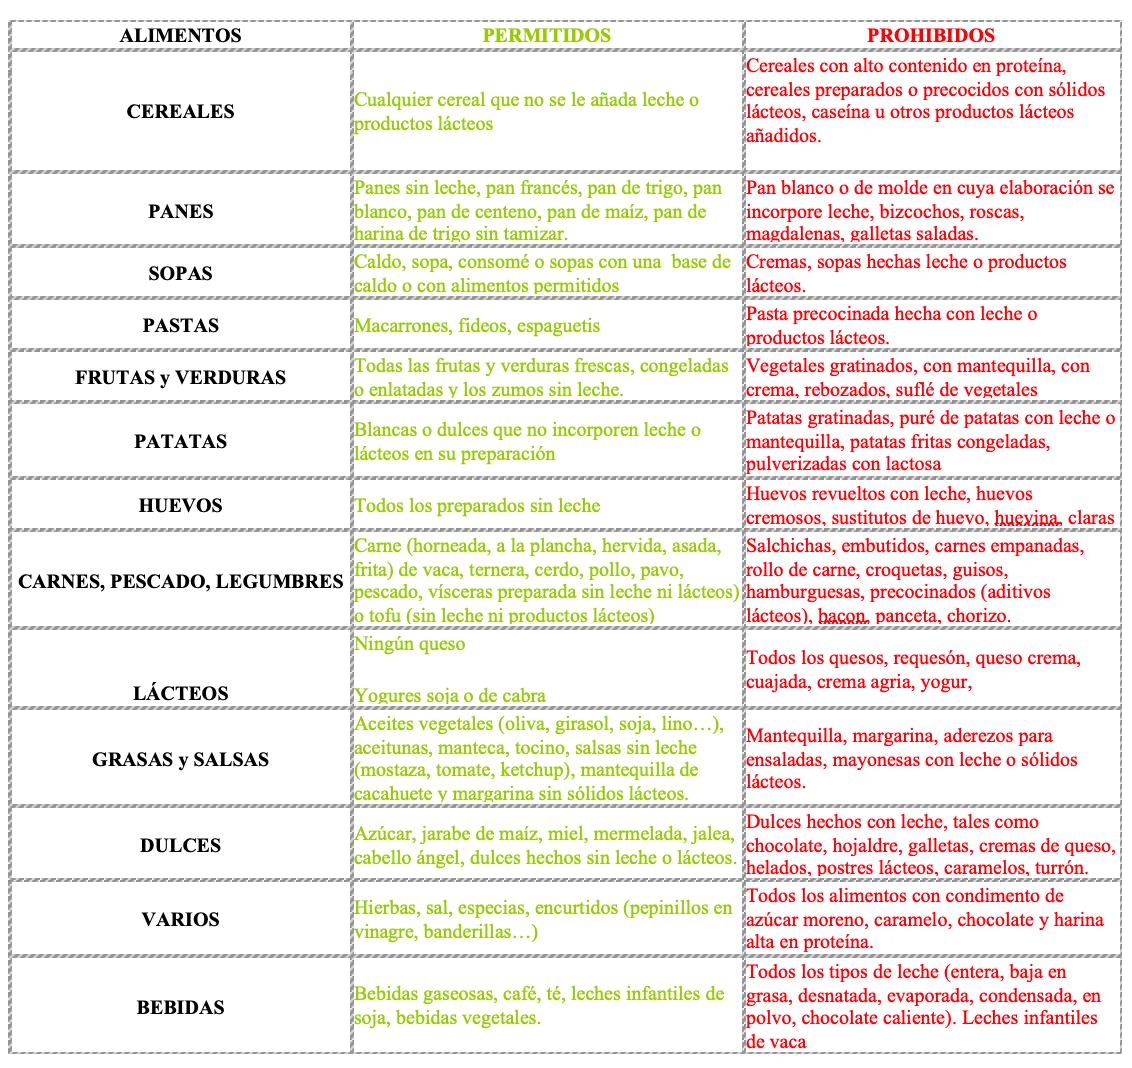 ALIMENTOS
PERMITIDOS
PROHIBIDOS
CEREALES
Cualquier cereal que no se le añada leche o
productos lácteos
Cereales con alto contenido en proteína,
cereales preparados o precocidos con sólidos
lácteos, caseína u otros productos lácteos
añadidos.
PANES
Panes sin leche, pan francés, pan de trigo, pan
blanco, pan de centeno, pan de maíz, pan de
harina de trigo sin tamizar.
Pan blanco o de molde en cuya elaboración se
incorpore leche, bizcochos, roscas,
magdalenas, galletas saladas.
SOPAS
Caldo, sopa, consomé o sopas con una base de
caldo o con alimentos permitidos
Cremas, sopas hechas leche o productos
lácteos.
PASTAS
Macarrones, fideos, espaguetis
Pasta precocinada hecha con leche o
productos lácteos.
FRUTAS y VERDURAS
Todas las frutas y verduras frescas, congeladas
o enlatadas y los zumos sin leche.
Vegetales gratinados, con mantequilla, con
crema, rebozados, suflé de vegetales
PATATAS
Blancas o dulces que no incorporen leche o
lácteos en su preparación
Patatas gratinadas, puré de patatas con leche o
mantequilla, patatas fritas congeladas,
pulverizadas con lactosa
HUEVOS
Todos los preparados sin leche
Huevos revueltos con leche, huevos
cremosos, sustitutos de huevo, huevina, claras
CARNES, PESCADO, LEGUMBRES
Carne (horneada, a la plancha, hervida, asada,
frita) de vaca, ternera, cerdo, pollo, pavo,
pescado, vísceras preparada sin leche ni lácteos)
o tofu (sin leche ni productos lácteos)
Salchichas, embutidos, carnes empanadas,
rollo de carne, croquetas, guisos,
hamburguesas, precocinados (aditivos
lácteos), bacon, panceta, chorizo.
LÁCTEOS
Ningún queso
Yogures soja o de cabra
Todos los quesos, requesón, queso crema,
cuajada, crema agria, yogur,
GRASAS y SALSAS
Aceites vegetales (oliva, girasol, soja, lino…),
aceitunas, manteca, tocino, salsas sin leche
(mostaza, tomate, ketchup), mantequilla de
cacahuete y margarina sin sólidos lácteos.
Mantequilla, margarina, aderezos para
ensaladas, mayonesas con leche o sólidos
lácteos.
DULCES
Azúcar, jarabe de maíz, miel, mermelada, jalea,
cabello ángel, dulces hechos sin leche o lácteos.
Dulces hechos con leche, tales como
chocolate, hojaldre, galletas, cremas de queso,
helados, postres lácteos, caramelos, turrón.
VARIOS
Hierbas, sal, especias, encurtidos (pepinillos en
vinagre, banderillas…)
Todos los alimentos con condimento de
azúcar moreno, caramelo, chocolate y harina
alta en proteína.
BEBIDAS
Bebidas gaseosas, café, té, leches infantiles de
soja, bebidas vegetales.
Todos los tipos de leche (entera, baja en
grasa, desnatada, evaporada, condensada, en
polvo, chocolate caliente). Leches infantiles
de vaca